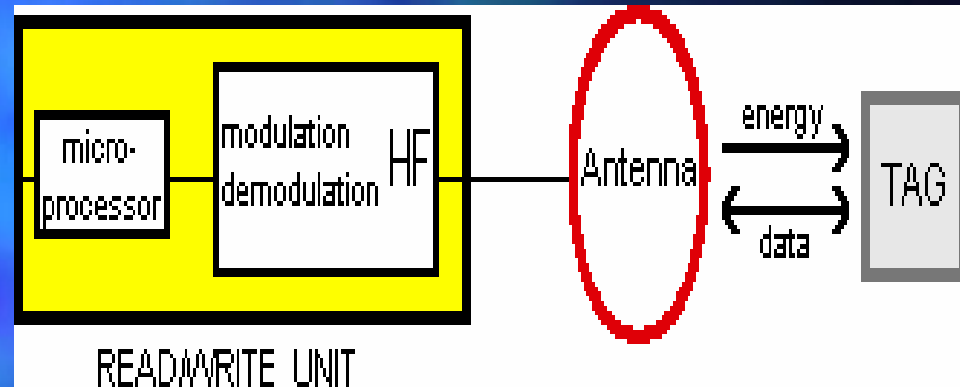 micro-
processor
modulation
demodulation
HF
Antenna
energy
data
TAG
READ/WRITE UNIT